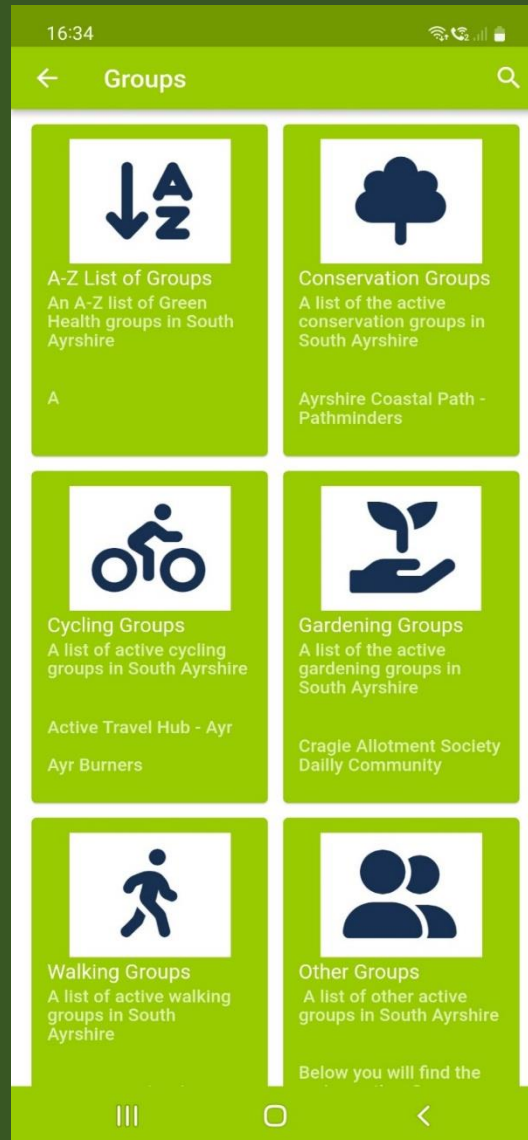 16:34
Groups
A
Z
A-Z List of Groups
An A-Z list of Green
Health groups in South
Ayrshire
A
Conservation Groups
A list of the active
conservation groups in
South Ayrshire
Ayrshire Coastal Path -
Pathminders
Cycling Groups
A list of active cycling
groups in South Ayrshire
Active Travel Hub - Ayr
Ayr Burners
Gardening Groups
A list of the active
gardening groups in
South Ayrshire
Cragie Allotment Society
Dailly Community
Walking Groups
A list of active walking
groups in South
Ayrshire
Other Groups
A list of other active
groups in South Ayrshire
Below you will find the